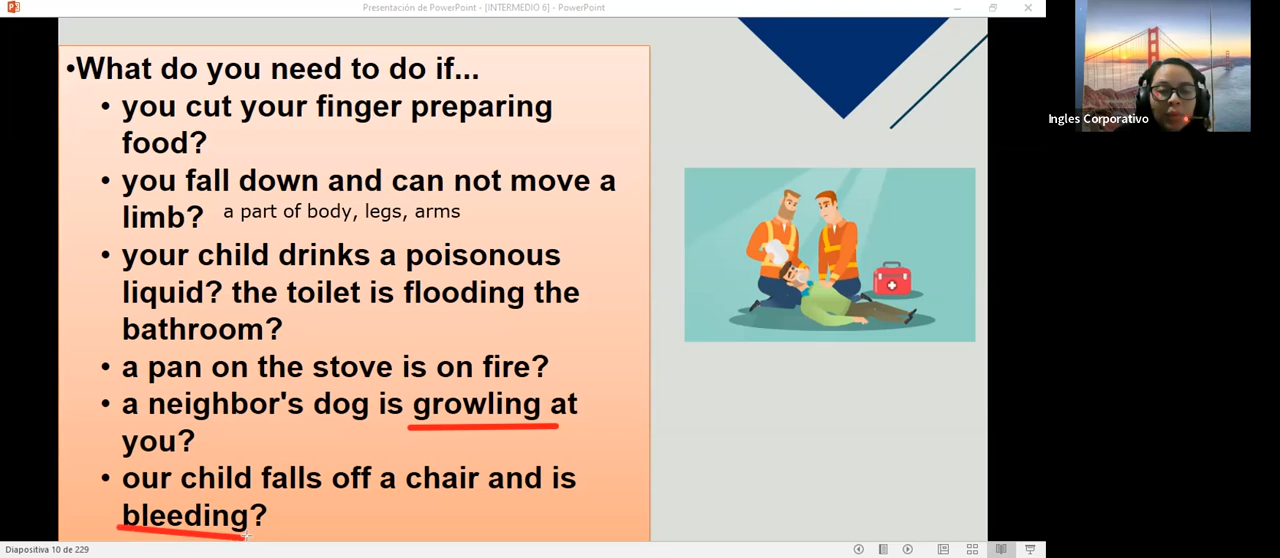 Presentación de PowerPoint - [INTERMEDIO 6] - PowerPoint
•What do you need to do if...
• you cut your finger preparing
food?
• you fall down and can not move a
limb? a part of body, legs, arms
• your child drinks a poisonous
liquid? the toilet is flooding the
bathroom?
• a pan on the stove is on fire?
• a neighbor's dog is growling at
you?
• our child falls off a chair and is
bleeding?
Ingles Corporativo
Diapositiva 10 de 229